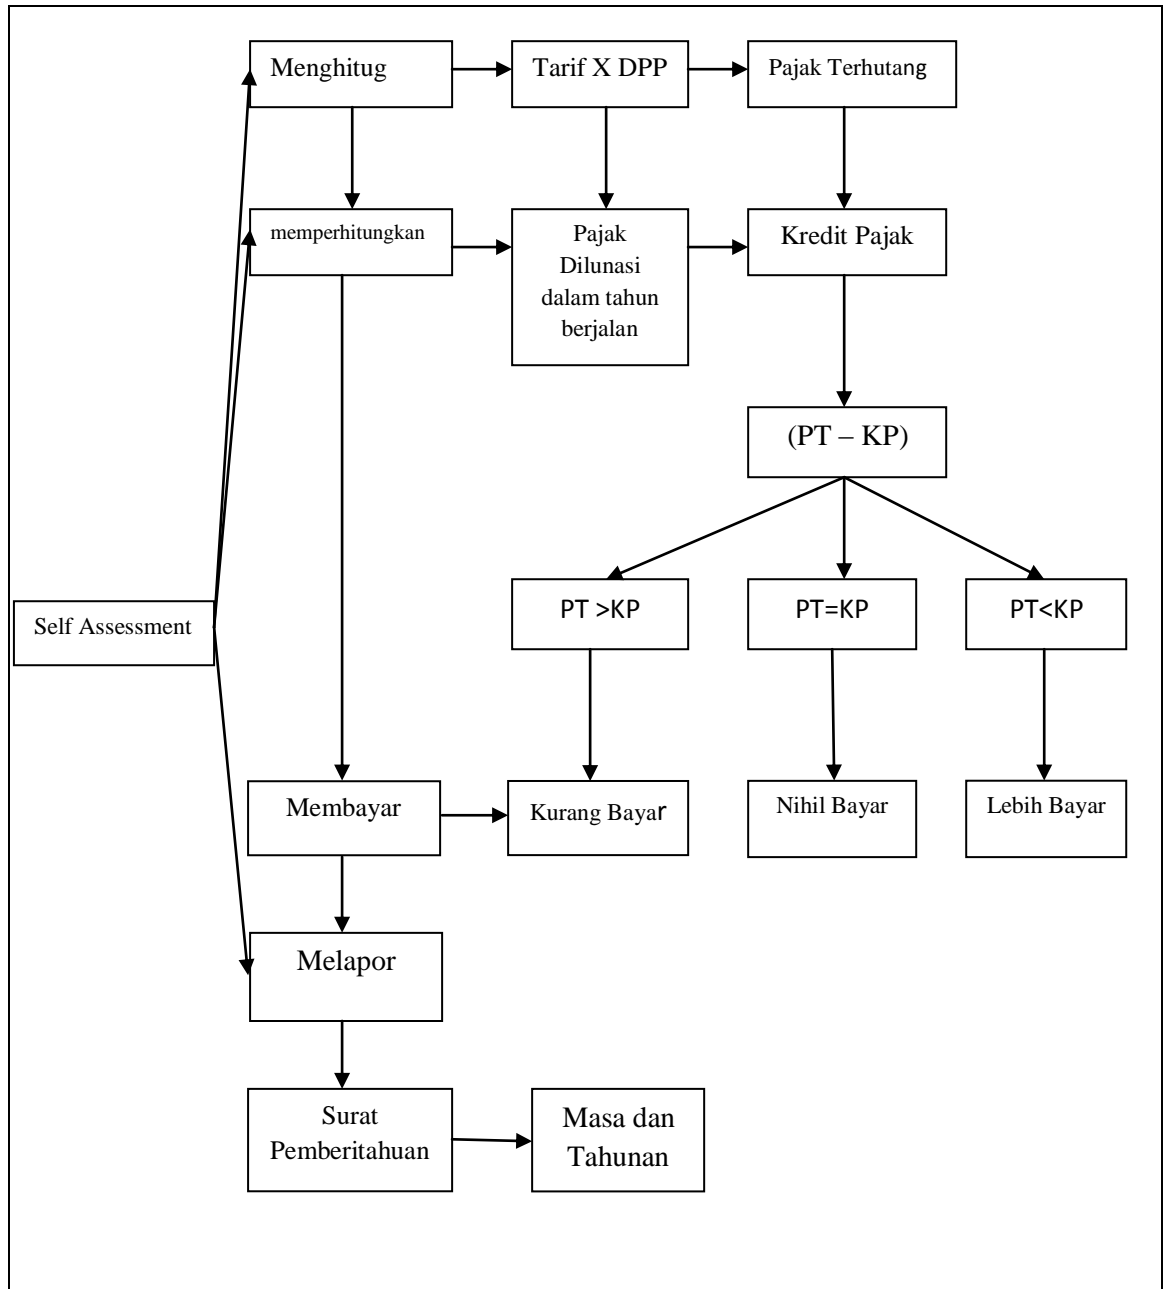 Menghitug
Tarif X DPP
Pajak Terhutang
memperhitungkan
Pajak
Dilunasi
dalam tahun
berjalan
Kredit Pajak
(PT – KP)
PT >KP
PT=KP
PT<KP
Self Assessment
Membayar
Kurang Bayar
Nihil Bayar
Lebih Bayar
Melapor
Surat
Pemberitahuan
Masa dan
Tahunan